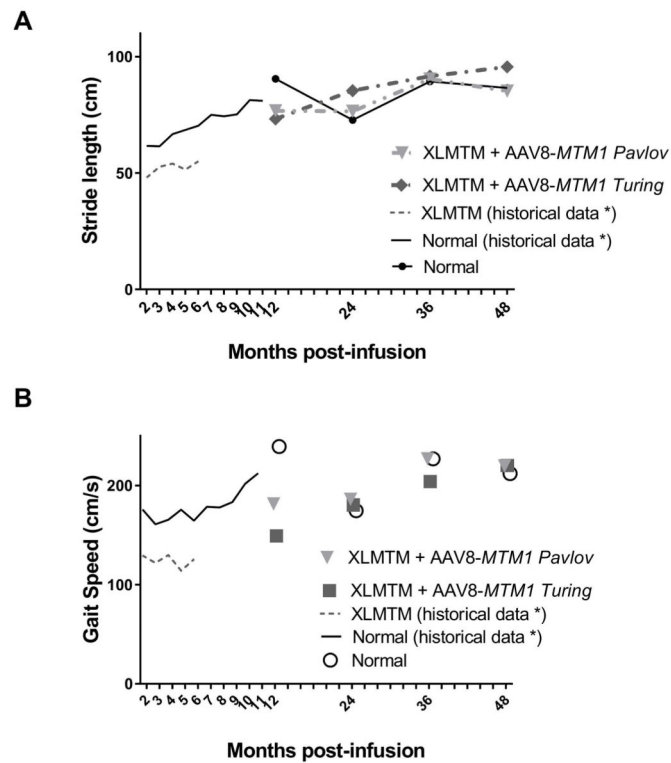 A
Stride length (cm)
100
50
0
XLMTM + AAV8-MTM1 Pavlov
XLMTM + AAV8-MTM1 Turing
XLMTM (historical data *)
Normal (historical data *)
Normal
2 3 4 5 6 7 8 9 10 11 12 24 36 48
Months post-infusion
B
Gait Speed (cm/s)
200
100
0
XLMTM + AAV8-MTM1 Pavlov
XLMTM + AAV8-MTM1 Turing
XLMTM (historical data *)
Normal (historical data *)
Normal
2 3 4 5 6 7 8 9 10 11 12 24 36 48
Months post-infusion